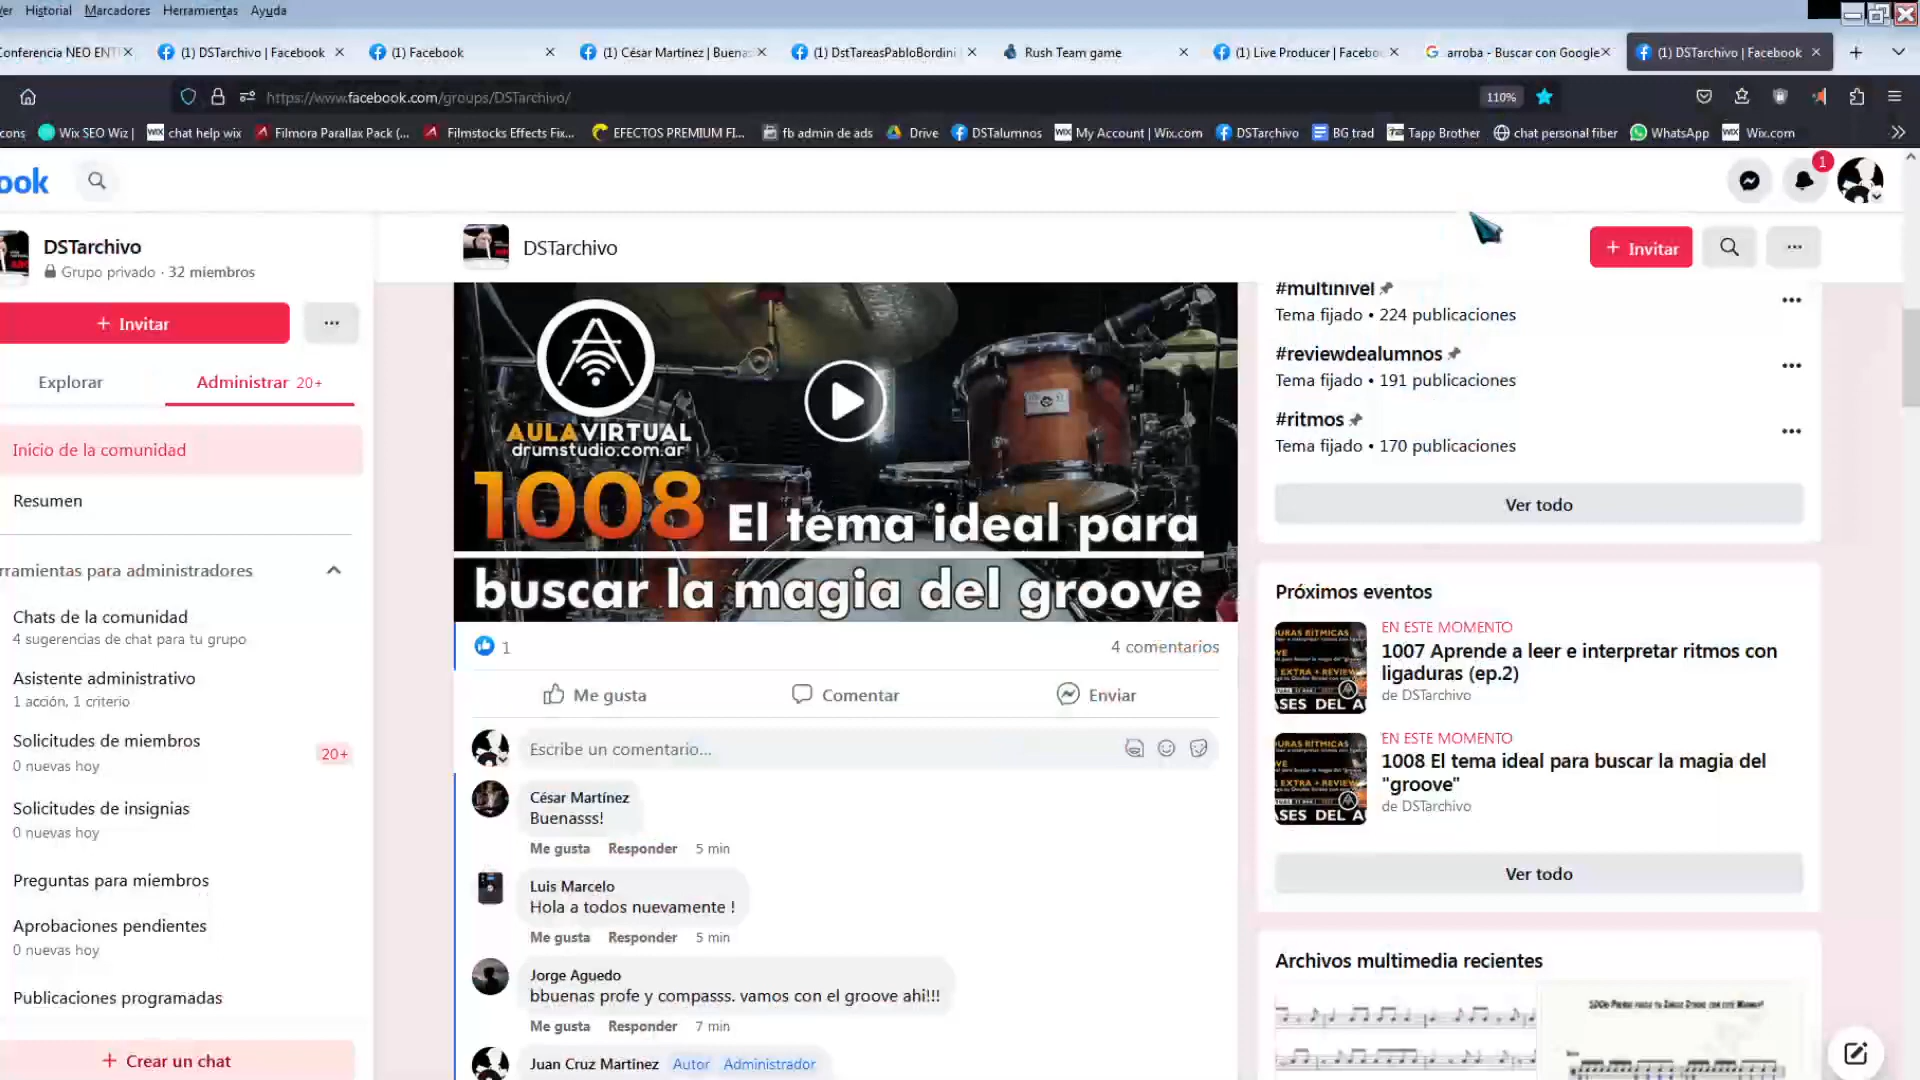 Ver Historial Marcadores Herramientas Ayuda
Conferencia NEO ENTI
(1) DSTarchivo | Facebook
(1) Facebook
(1) César Martínez | Buena
(1) DstTareasPabloBordini
Rush Team game
(1) Live Producer | Facebo
arroba - Buscar con Google
(1) DSTarchivo | Facebook
https://www.facebook.com/groups/DSTarchivo/
110%
cons
Wix SEO Wiz |
WIX chat help wix
Filmora Parallax Pack (...
Filmstocks Effects Fix...
EFECTOS PREMIUM FI...
fb admin de ads
Drive
DSTalumnos
WIX My Account | Wix.com
DSTarchivo
BG trad
Tapp Brother
chat personal fiber
WhatsApp
WIX Wix.com
ook
1
DSTarchivo
Grupo privado · 32 miembros
+ Invitar
...
Explorar
Administrar 20+
Inicio de la comunidad
Resumen
rramientas para administradores
Chats de la comunidad
4 sugerencias de chat para tu grupo
Asistente administrativo
1 acción, 1 criterio
Solicitudes de miembros
0 nuevas hoy
20+
Solicitudes de insignias
0 nuevas hoy
Preguntas para miembros
Aprobaciones pendientes
0 nuevas hoy
Publicaciones programadas
+ Crear un chat
DSTarchivo
+ Invitar
...
AULAVIRTUAL
drumstudio.com.ar
1008 El tema ideal para
buscar la magia del groove
1
4 comentarios
Me gusta
Comentar
Enviar
Escribe un comentario...
César Martínez
Buenasss!
Me gusta Responder 5 min
Luis Marcelo
Hola a todos nuevamente !
Me gusta Responder 5 min
Jorge Aguedo
bbuenas profe y compasss. vamos con el groove ahi!!!
Me gusta Responder 7 min
Juan Cruz Martinez Autor Administrador
#multinivel
Tema fijado • 224 publicaciones
#reviewdealumnos
Tema fijado • 191 publicaciones
#ritmos
Tema fijado • 170 publicaciones
Ver todo
Próximos eventos
EN ESTE MOMENTO
1007 Aprende a leer e interpretar ritmos con
ligaduras (ep.2)
de DSTarchivo
EN ESTE MOMENTO
1008 El tema ideal para buscar la magia del
"groove"
de DSTarchivo
Ver todo
Archivos multimedia recientes